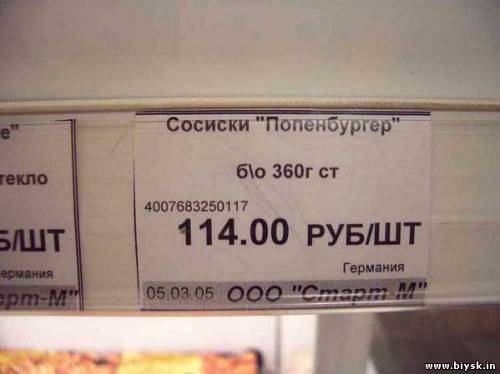 Сосиски "Попенбургер"
б\о 360г ст
4007683250117
114.00 РУБ/ШТ
Германия
05.03.05 ООО "Старт-М"
е"
текло
Б/ШТ
ермания
арт-М"
www.biysk.in